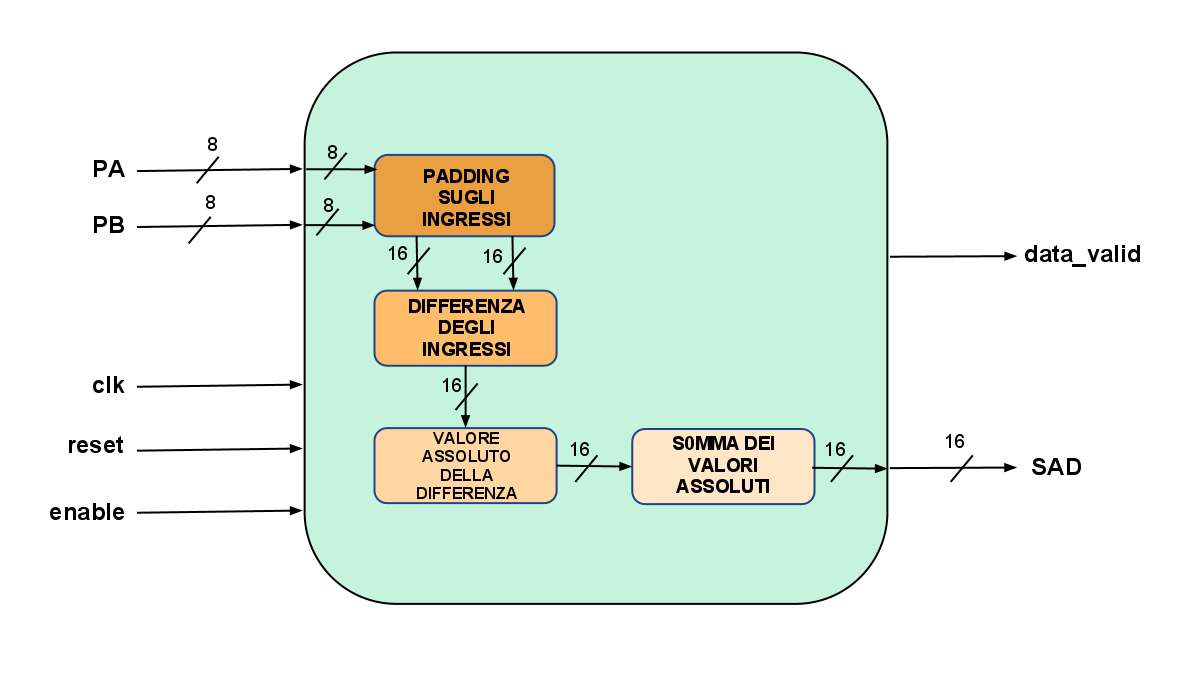 PA
8
8
PB
8
8
PADDING
SUGLI
INGRESSI
16
16
DIFFERENZA
DEGLI
INGRESSI
16
VALORE
ASSOLUTO
DELLA
DIFFERENZA
16
S0MMA DEI
VALORI
ASSOLUTI
16
16
SAD
data_valid
clk
reset
enable